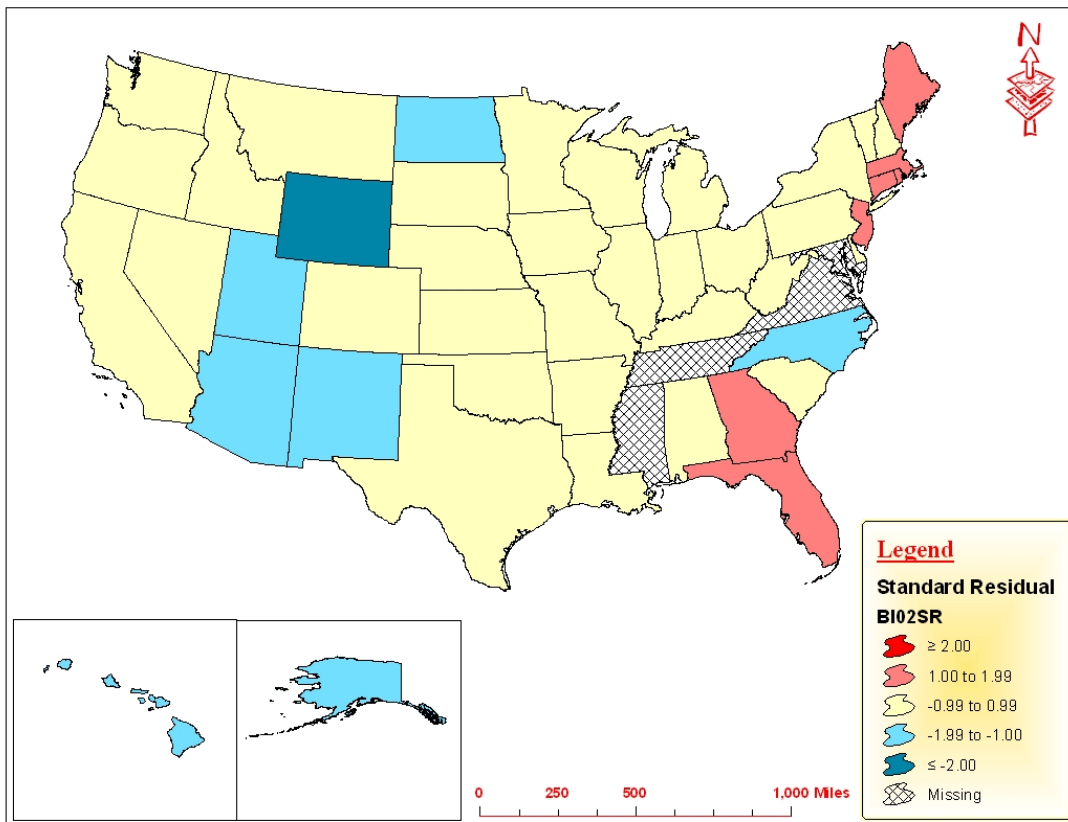 N
Legend
Standard Residual
BI02SR
≥ 2.00
1.00 to 1.99
-0.99 to 0.99
-1.99 to -1.00
≤ -2.00
Missing
0 250 500 1,000 Miles